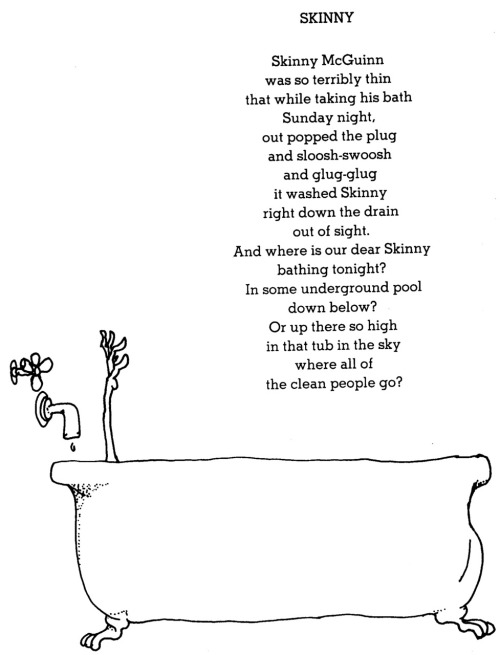 SKINNY
Skinny McGuinn
was so terribly thin
that while taking his bath
Sunday night,
out popped the plug
and sloosh-swoosh
and glug-glug
it washed Skinny
right down the drain
out of sight.
And where is our dear Skinny
bathing tonight?
In some underground pool
down below?
Or up there so high
in that tub in the sky
where all of
the clean people go?